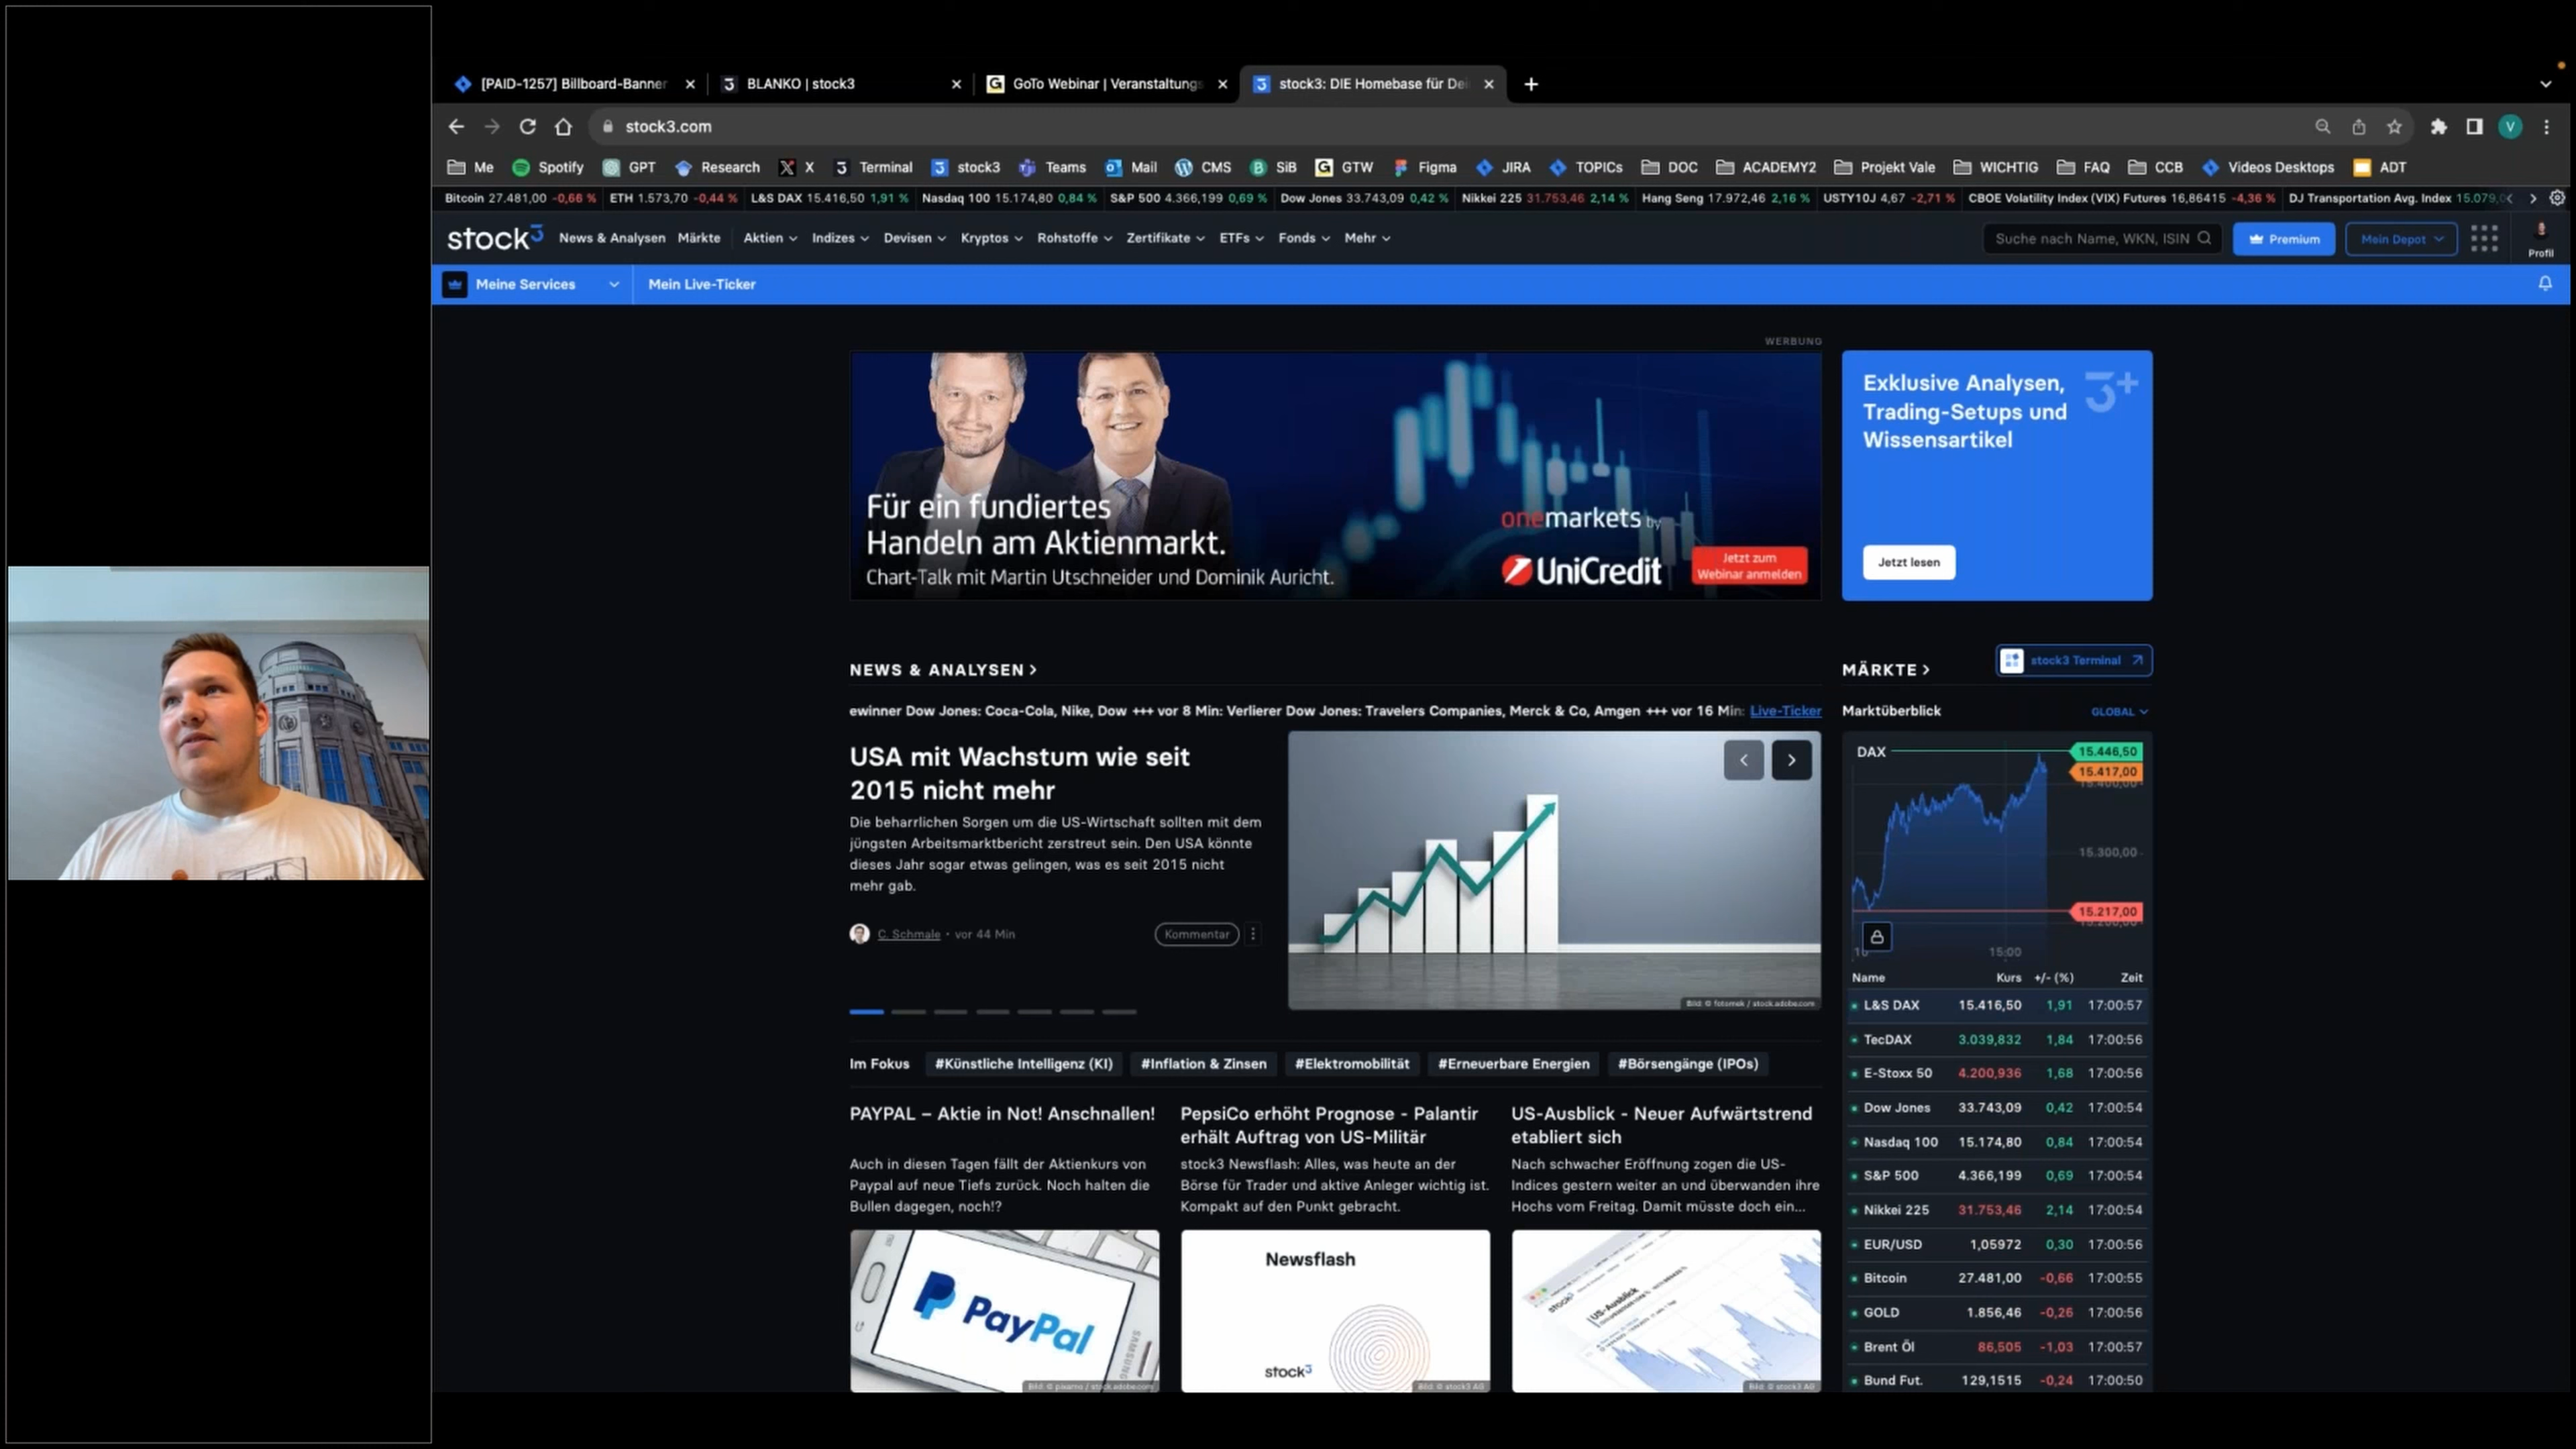 [PAID-1257] Billboard-Banner
BLANKO | stock3
GoTo Webinar | Veranstaltungs
stock3: DIE Homebase für Dei
stock3.com
V
Me
Spotify
GPT
Research
X
Terminal
stock3
Teams
Mail
CMS
SiB
GTW
Figma
JIRA
TOPICs
DOC
ACADEMY2
Projekt Vale
WICHTIG
FAQ
CCB
Videos Desktops
ADT
Bitcoin 27.481,00 -0,66 %
ETH 1.573,70 -0,44 %
L&S DAX 15.416,50 1,91 %
Nasdaq 100 15.174,80 0,84 %
S&P 500 4.366,199 0,69 %
Dow Jones 33.743,09 0,42 %
Nikkei 225 31.753,46 2,14 %
Hang Seng 17.972,46 2,16 %
USTY10J 4,67 -2,71 %
CBOE Volatility Index (VIX) Futures 16,86415 -4,36 %
DJ Transportation Avg. Index 15.079,0
stock3
News & Analysen
Märkte
Aktien
Indizes
Devisen
Kryptos
Rohstoffe
Zertifikate
ETFs
Fonds
Mehr
Suche nach Name, WKN, ISIN
Premium
Mein Depot
Profil
Meine Services
Mein Live-Ticker
WERBUNG
Für ein fundiertes
Handeln am Aktienmarkt.
Chart-Talk mit Martin Utschneider und Dominik Auricht.
onemarkets by
UniCredit
Jetzt zum
Webinar anmelden
Exklusive Analysen,
Trading-Setups und
Wissensartikel
3+
Jetzt lesen
NEWS & ANALYSEN
ewinner Dow Jones: Coca-Cola, Nike, Dow +++ vor 8 Min: Verlierer Dow Jones: Travelers Companies, Merck & Co, Amgen +++ vor 16 Min: Live-Ticker
USA mit Wachstum wie seit
2015 nicht mehr
Die beharrlichen Sorgen um die US-Wirtschaft sollten mit dem
jüngsten Arbeitsmarktbericht zerstreut sein. Den USA könnte
dieses Jahr sogar etwas gelingen, was es seit 2015 nicht
mehr gab.
C. Schmale · vor 44 Min
Kommentar
Bild: © fotomek / stock.adobe.com
Im Fokus
#Künstliche Intelligenz (KI)
#Inflation & Zinsen
#Elektromobilität
#Erneuerbare Energien
#Börsengänge (IPOs)
PAYPAL – Aktie in Not! Anschnallen!
Auch in diesen Tagen fällt der Aktienkurs von
Paypal auf neue Tiefs zurück. Noch halten die
Bullen dagegen, noch!?
PayPal
SAMSUNG
PepsiCo erhöht Prognose - Palantir
erhält Auftrag von US-Militär
stock3 Newsflash: Alles, was heute an der
Börse für Trader und aktive Anleger wichtig ist.
Kompakt auf den Punkt gebracht.
Newsflash
stock3
Bild: © stock3 AG
US-Ausblick - Neuer Aufwärtstrend
etabliert sich
Nach schwacher Eröffnung zogen die US-
Indices gestern weiter an und überwanden ihre
Hochs vom Freitag. Damit müsste doch ein...
stock3
US-Ausblick
Bild: © stock3 AG
MÄRKTE
stock3 Terminal
Marktüberblick
GLOBAL
DAX
15.446,50
15.417,00
15.300,00
15.217,00
15:00
Name Kurs +/- (%) Zeit
L&S DAX 15.416,50 1,91 17:00:57
TecDAX 3.039,832 1,84 17:00:56
E-Stoxx 50 4.200,936 1,68 17:00:56
Dow Jones 33.743,09 0,42 17:00:54
Nasdaq 100 15.174,80 0,84 17:00:54
S&P 500 4.366,199 0,69 17:00:54
Nikkei 225 31.753,46 2,14 17:00:54
EUR/USD 1,05972 0,30 17:00:56
Bitcoin 27.481,00 -0,66 17:00:55
GOLD 1.856,46 -0,26 17:00:56
Brent Öl 86,505 -1,03 17:00:57
Bund Fut. 129,1515 -0,24 17:00:50